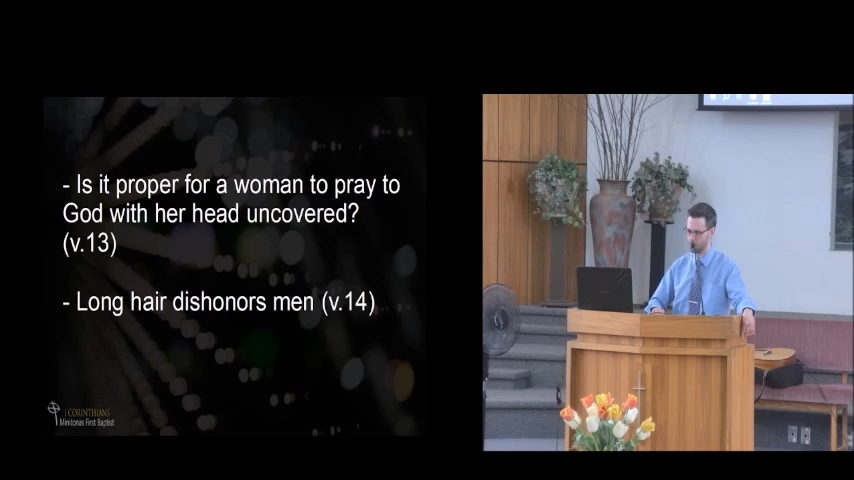 - Is it proper for a woman to pray to
God with her head uncovered?
(v.13)
- Long hair dishonors men (v.14)
1 CORINTHIANS
Minitonas First Baptist